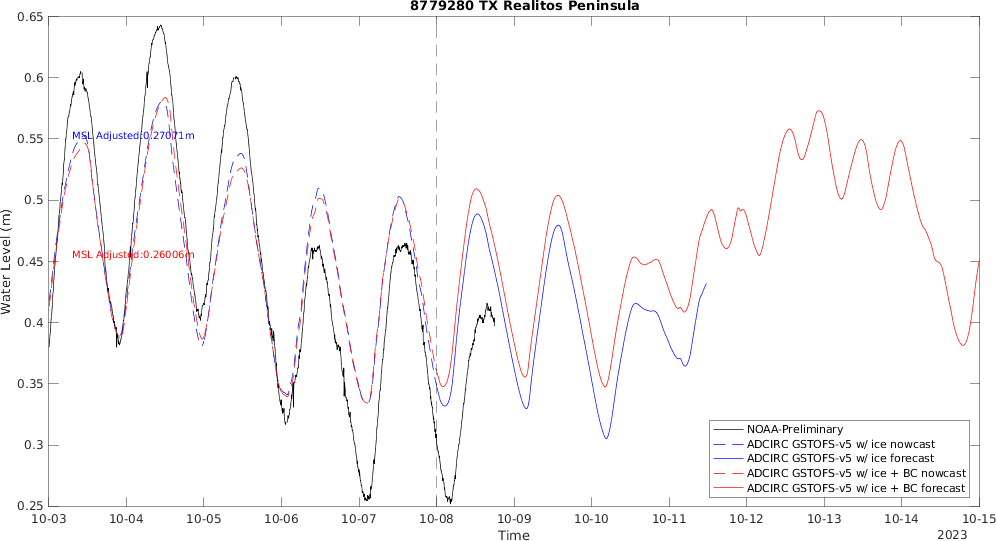 8779280 TX Realitos Peninsula
0.65
0.6
0.55
0.5
0.45
0.4
0.35
0.3
0.25
Water Level (m)
MSL Adjusted:0.27071m
MSL Adjusted:0.26006m
NOAA-Preliminary
ADCIRC GSTOFS-v5 w/ ice nowcast
ADCIRC GSTOFS-v5 w/ ice forecast
ADCIRC GSTOFS-v5 w/ ice + BC nowcast
ADCIRC GSTOFS-v5 w/ ice + BC forecast
10-03 10-04 10-05 10-06 10-07 10-08 10-09 10-10 10-11 10-12 10-13 10-14 10-15
Time
2023